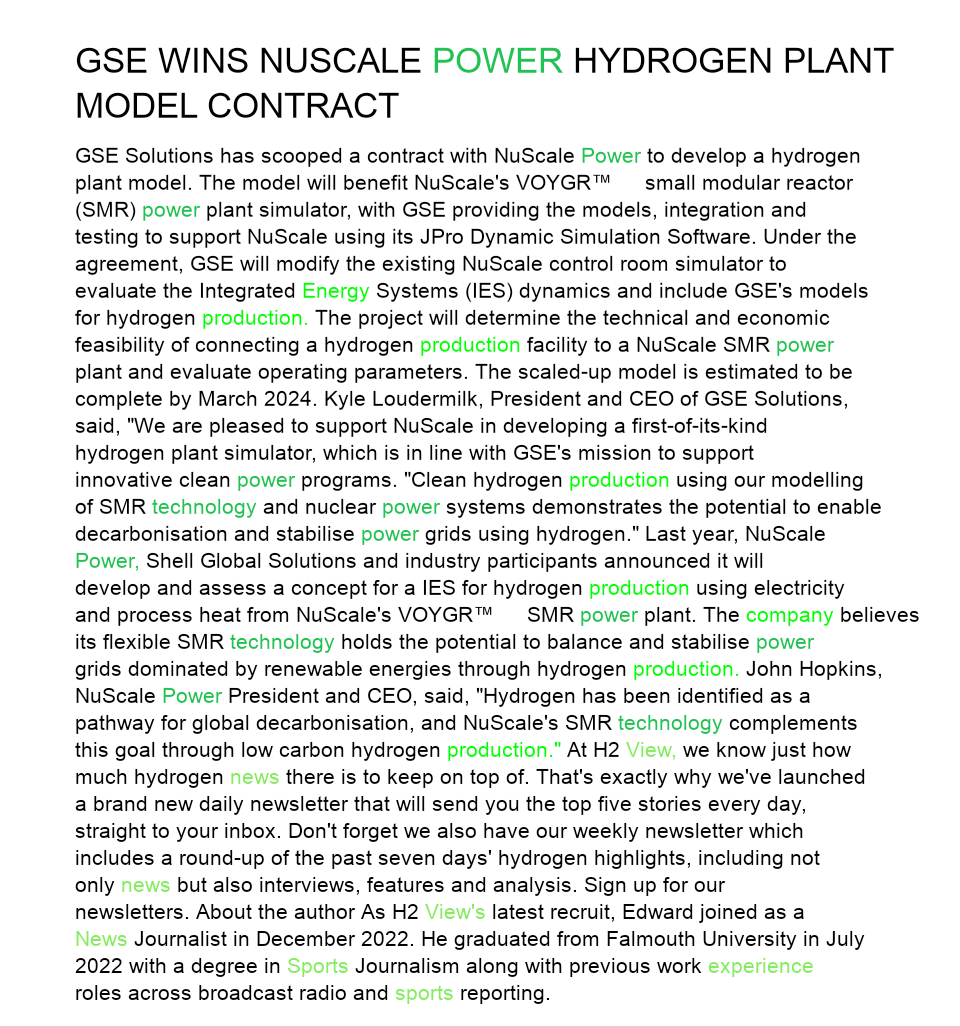 GSE WINS NUSCALE POWER HYDROGEN PLANT
MODEL CONTRACT
GSE Solutions has scooped a contract with NuScale Power to develop a hydrogen
plant model. The model will benefit NuScale's VOYGR™ small modular reactor
(SMR) power plant simulator, with GSE providing the models, integration and
testing to support NuScale using its JPro Dynamic Simulation Software. Under the
agreement, GSE will modify the existing NuScale control room simulator to
evaluate the Integrated Energy Systems (IES) dynamics and include GSE's models
for hydrogen production. The project will determine the technical and economic
feasibility of connecting a hydrogen production facility to a NuScale SMR power
plant and evaluate operating parameters. The scaled-up model is estimated to be
complete by March 2024. Kyle Loudermilk, President and CEO of GSE Solutions,
said, "We are pleased to support NuScale in developing a first-of-its-kind
hydrogen plant simulator, which is in line with GSE's mission to support
innovative clean power programs. "Clean hydrogen production using our modelling
of SMR technology and nuclear power systems demonstrates the potential to enable
decarbonisation and stabilise power grids using hydrogen." Last year, NuScale
Power, Shell Global Solutions and industry participants announced it will
develop and assess a concept for a IES for hydrogen production using electricity
and process heat from NuScale's VOYGR™ SMR power plant. The company believes
its flexible SMR technology holds the potential to balance and stabilise power
grids dominated by renewable energies through hydrogen production. John Hopkins,
NuScale Power President and CEO, said, "Hydrogen has been identified as a
pathway for global decarbonisation, and NuScale's SMR technology complements
this goal through low carbon hydrogen production." At H2 View, we know just how
much hydrogen news there is to keep on top of. That's exactly why we've launched
a brand new daily newsletter that will send you the top five stories every day,
straight to your inbox. Don't forget we also have our weekly newsletter which
includes a round-up of the past seven days' hydrogen highlights, including not
only news but also interviews, features and analysis. Sign up for our
newsletters. About the author As H2 View's latest recruit, Edward joined as a
News Journalist in December 2022. He graduated from Falmouth University in July
2022 with a degree in Sports Journalism along with previous work experience
roles across broadcast radio and sports reporting.